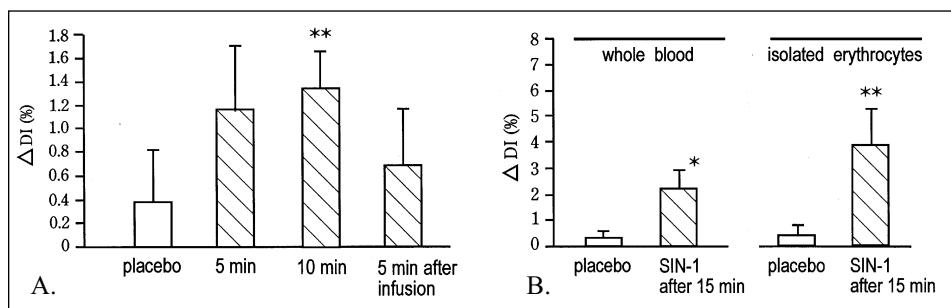 1.8
1.6
1.4
1.2
1.0
0.8
0.6
0.4
0.2
0
△ DI (%)
**
placebo
5 min
10 min
5 min after
infusion
A.
8
7
6
5
4
3
2
1
0
△ DI (%)
whole blood
*
placebo
SIN-1
after 15 min
isolated erythrocytes
**
placebo
SIN-1
after 15 min
B.